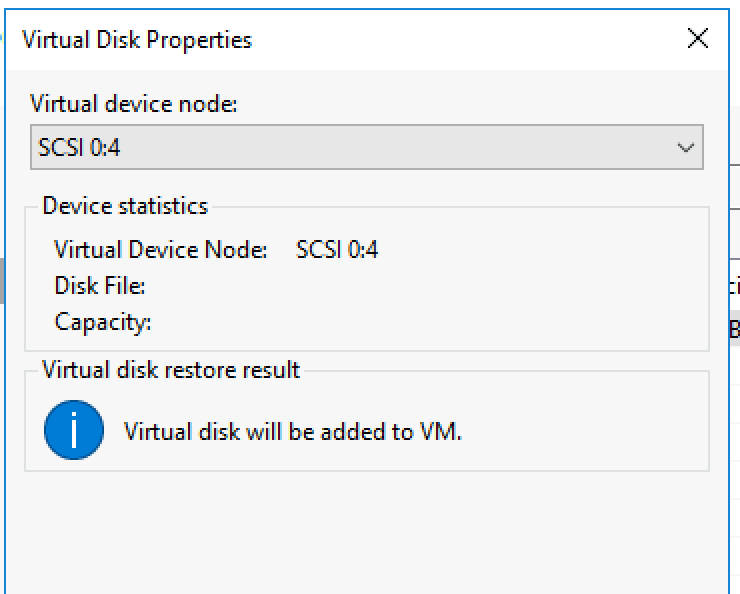 Virtual Disk Properties
Virtual device node:
SCSI 0:4
Device statistics
Virtual Device Node: SCSI 0:4
Disk File:
Capacity:
Virtual disk restore result
Virtual disk will be added to VM.